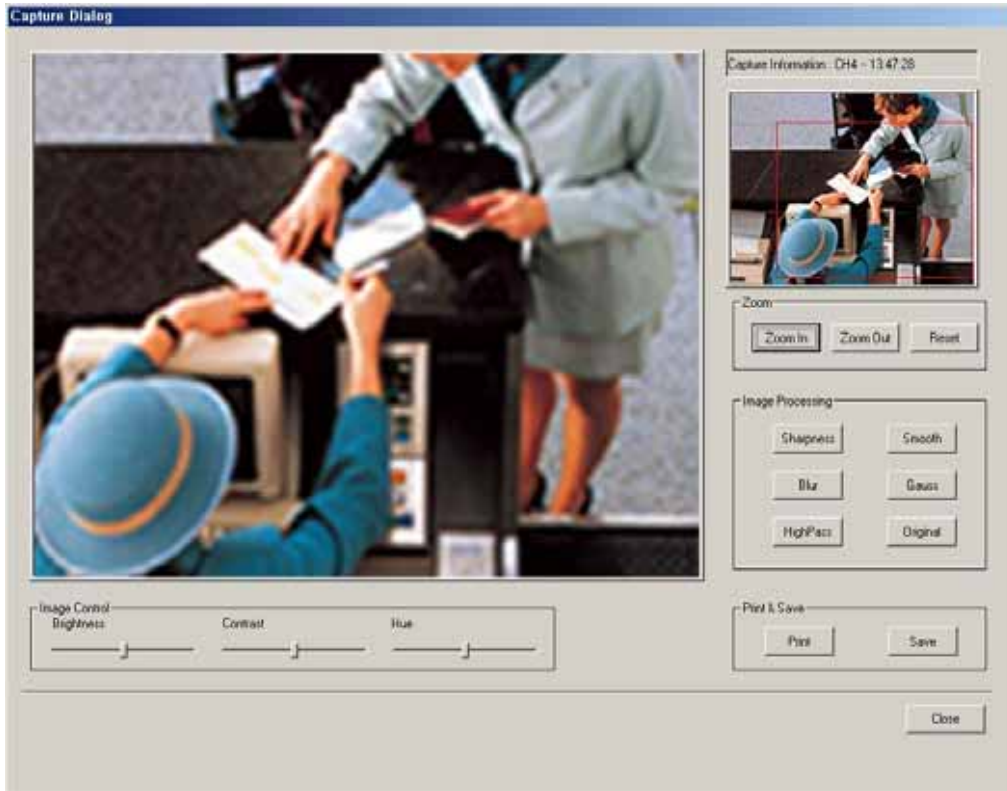 Capture Dialog
Capture Information : CH4 - 13:47:28
Zoom
Zoom In
Zoom Out
Reset
Image Processing
Sharpness
Smooth
Blur
Gauss
HighPass
Original
Image Control
Brightness
Contrast
Hue
Print & Save
Print
Save
Close